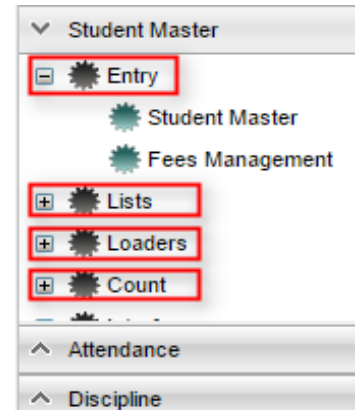 Student Master
Entry
Student Master
Fees Management
Lists
Loaders
Count
Attendance
Discipline